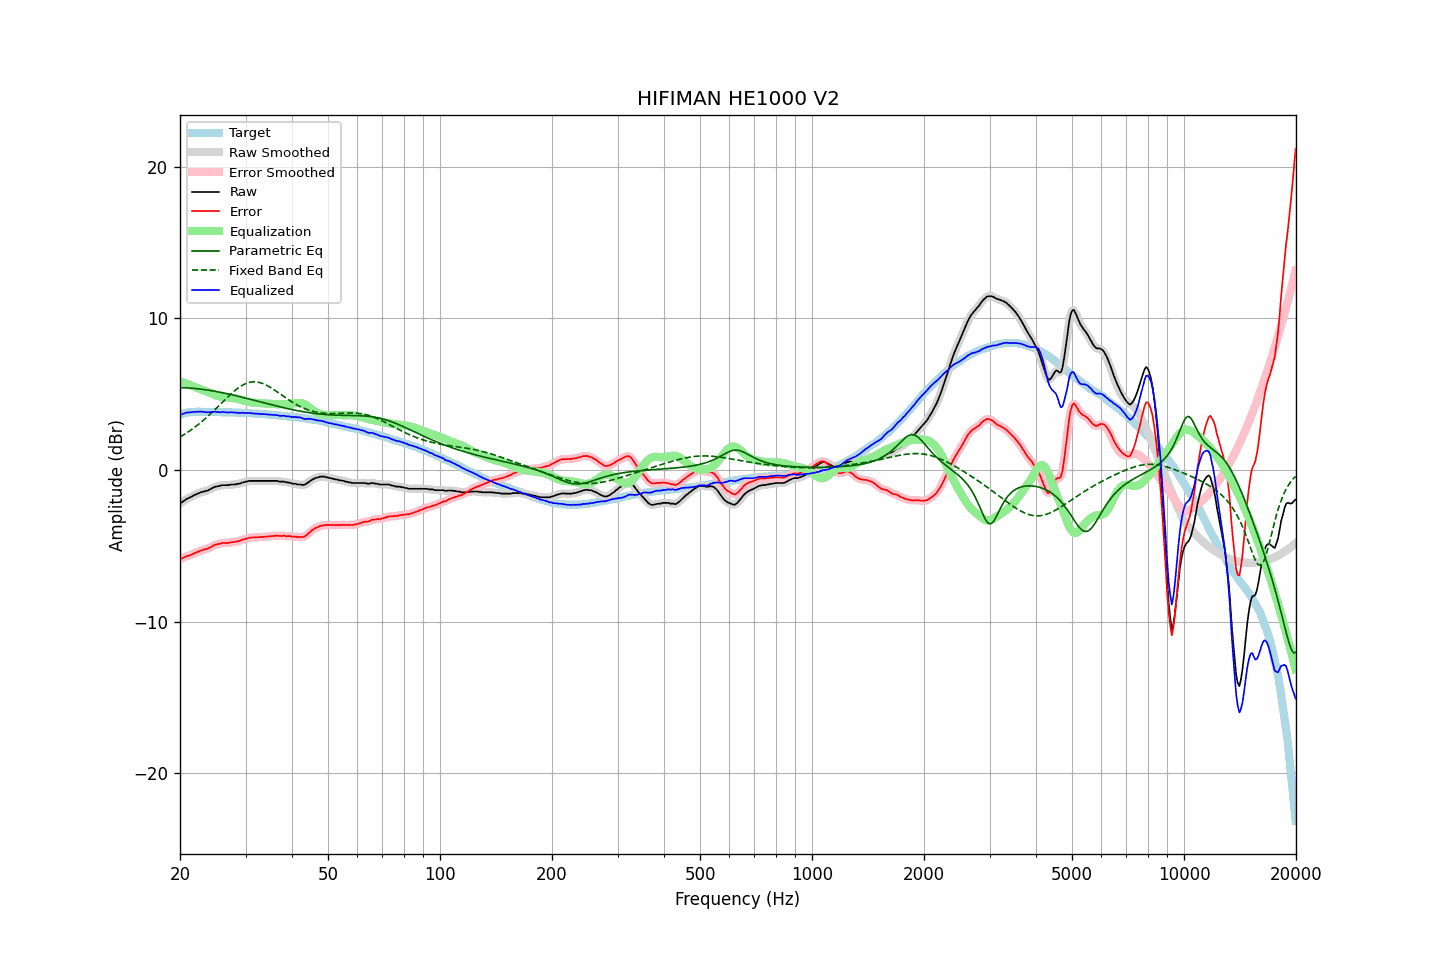 HIFIMAN HE1000 V2
Target
Raw Smoothed
Error Smoothed
Raw
Error
Equalization
Parametric Eq
Fixed Band Eq
Equalized
Amplitude (dBr)
20
10
0
−10
−20
20 50 100 200 500 1000 2000 5000 10000 20000
Frequency (Hz)